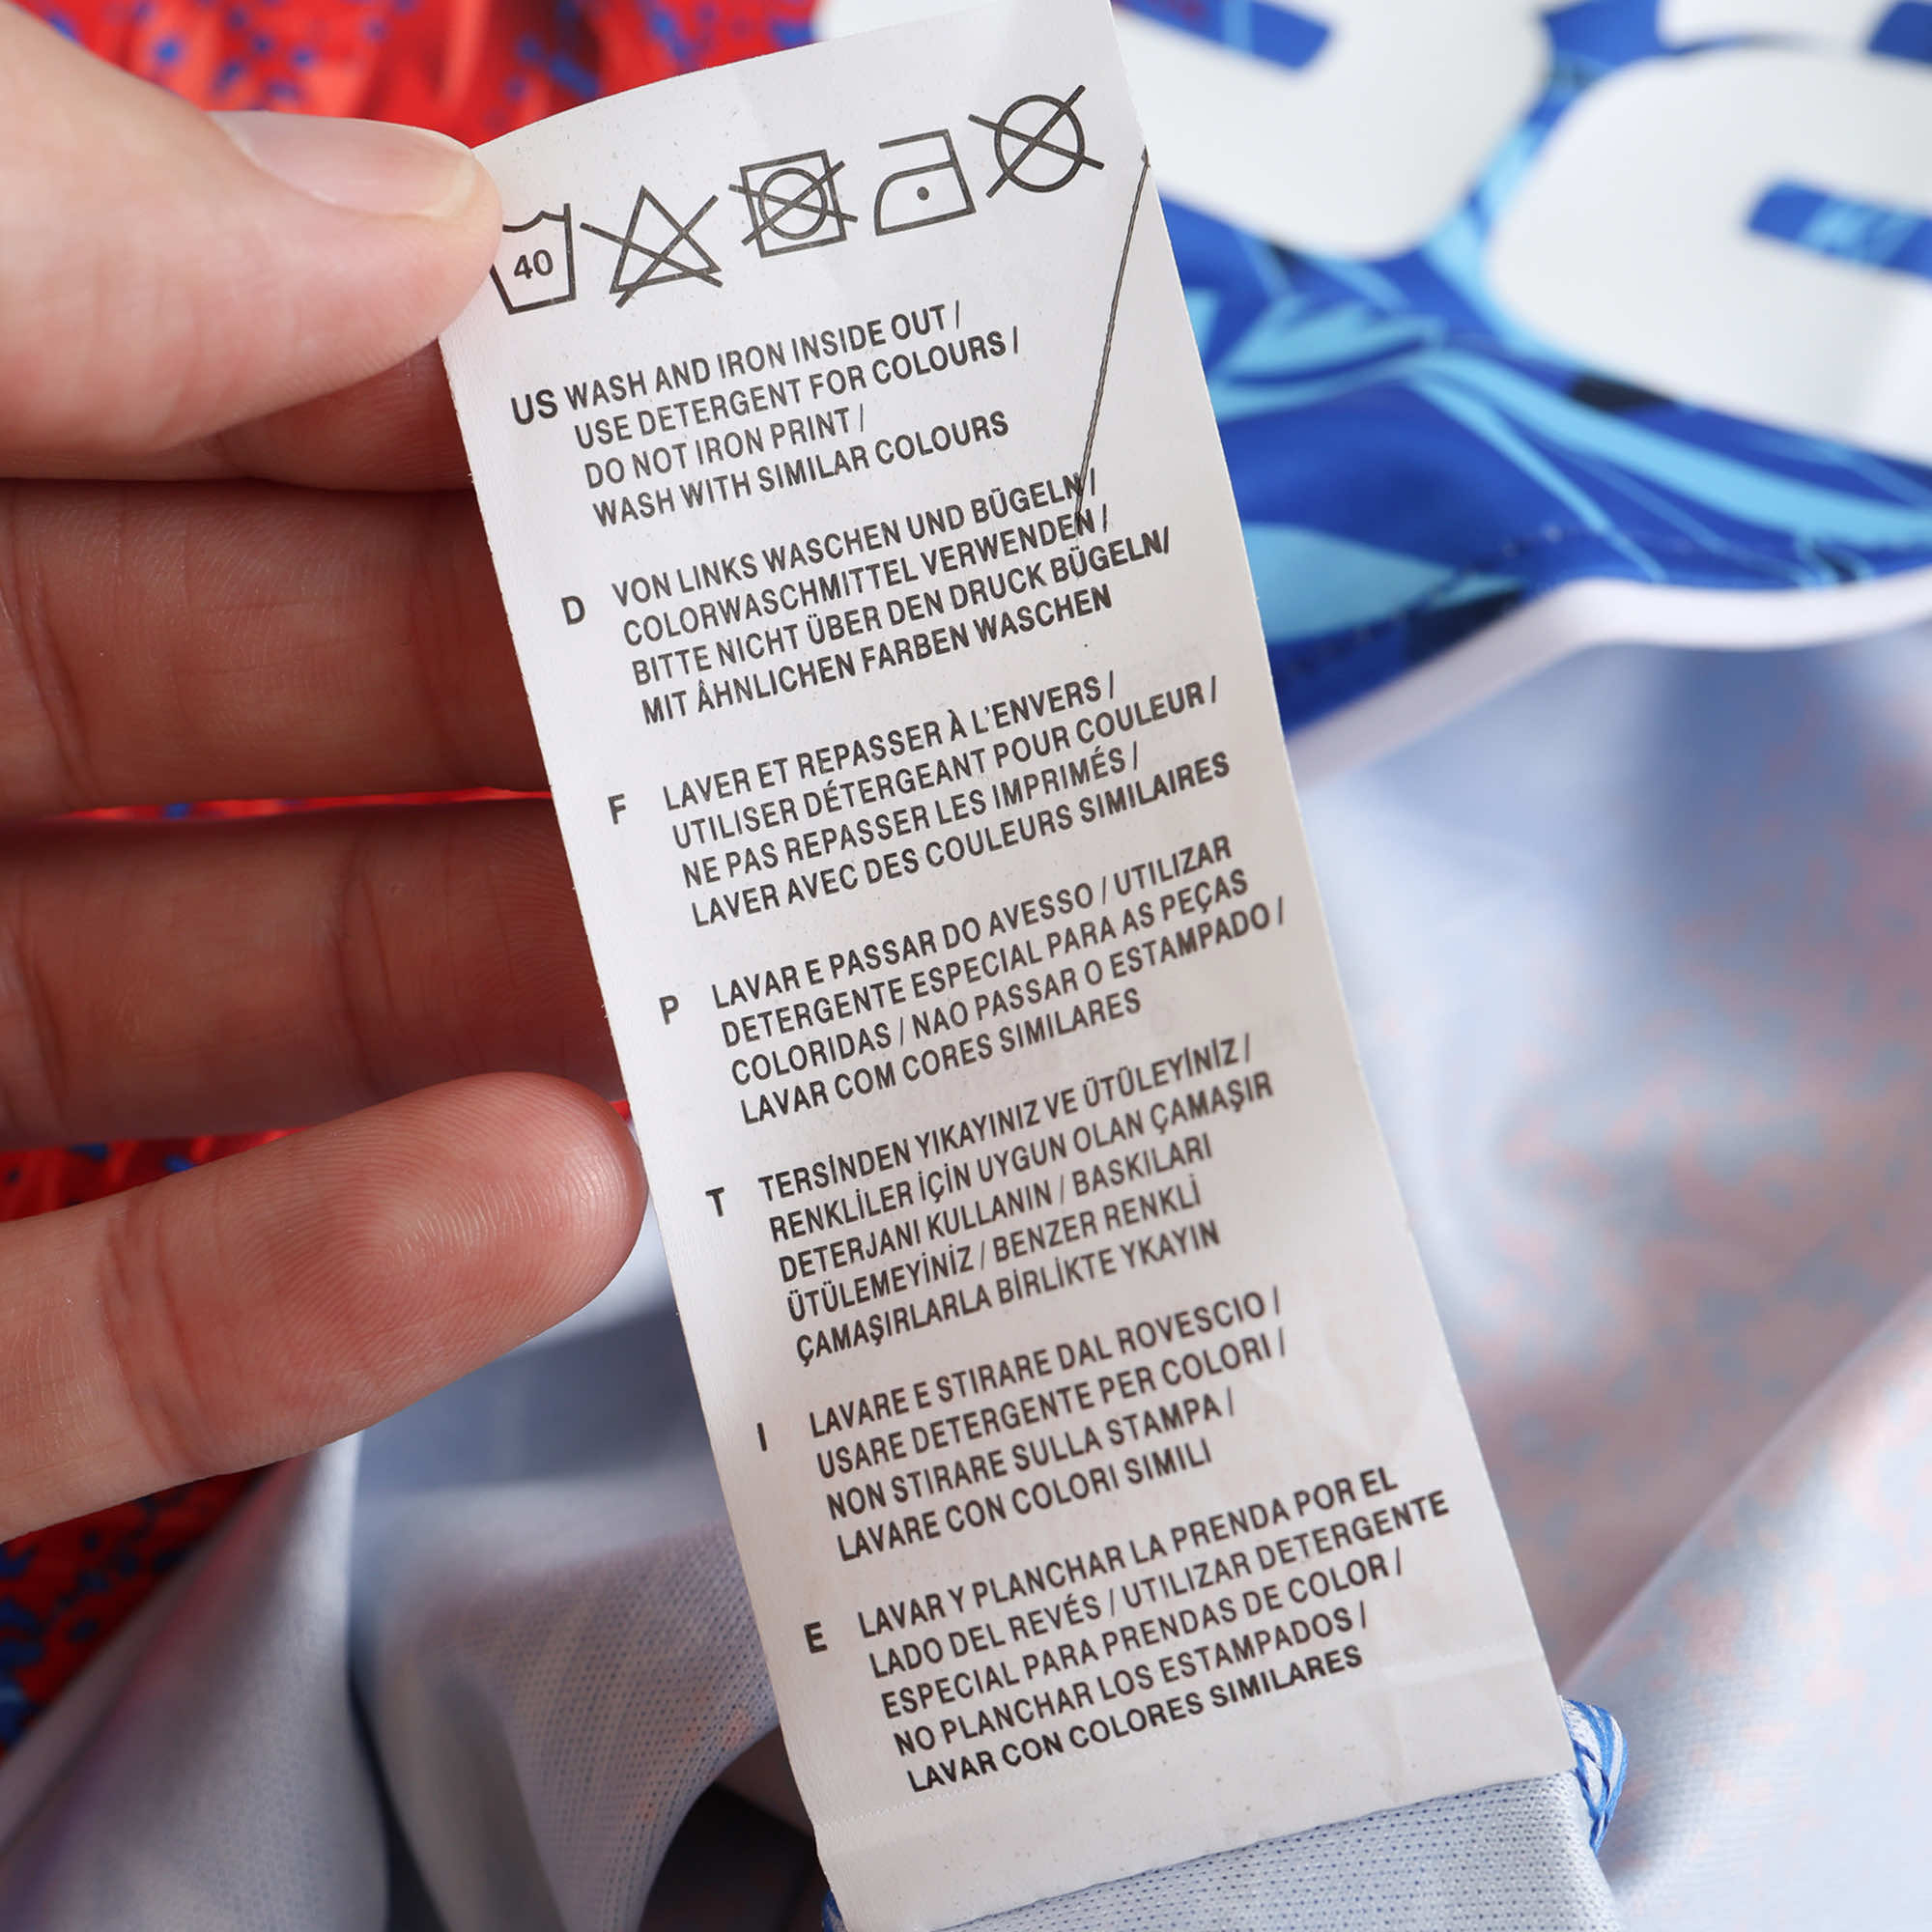 40
US WASH AND IRON INSIDE OUT /
USE DETERGENT FOR COLOURS /
DO NOT IRON PRINT /
WASH WITH SIMILAR COLOURS
D VON LINKS WASCHEN UND BÜGELN /
COLORWASCHMITTEL VERWENDEN /
BITTE NICHT ÜBER DEN DRUCK BÜGELN/
MIT ÂHNLICHEN FARBEN WASCHEN
F LAVER ET REPASSER À L'ENVERS /
UTILISER DÉTERGEANT POUR COULEUR /
NE PAS REPASSER LES IMPRIMÉS /
LAVER AVEC DES COULEURS SIMILAIRES
P LAVAR E PASSAR DO AVESSO / UTILIZAR
DETERGENTE ESPECIAL PARA AS PEÇAS
COLORIDAS / NAO PASSAR O ESTAMPADO /
LAVAR COM CORES SIMILARES
T TERSİNDEN YIKAYINIZ VE ÜTÜLEYİNİZ /
RENKLİLER İÇİN UYGUN OLAN ÇAMAŞIR
DETERJANI KULLANIN / BASKILARI
ÜTÜLEMEYİNİZ / BENZER RENKLİ
ÇAMAŞIRLARLA BİRLİKTE YKAYIN
I LAVARE E STIRARE DAL ROVESCIO /
USARE DETERGENTE PER COLORI /
NON STIRARE SULLA STAMPA /
LAVARE CON COLORI SIMILI
E LAVAR Y PLANCHAR LA PRENDA POR EL
LADO DEL REVÉS / UTILIZAR DETERGENTE
ESPECIAL PARA PRENDAS DE COLOR /
NO PLANCHAR LOS ESTAMPADOS /
LAVAR CON COLORES SIMILARES